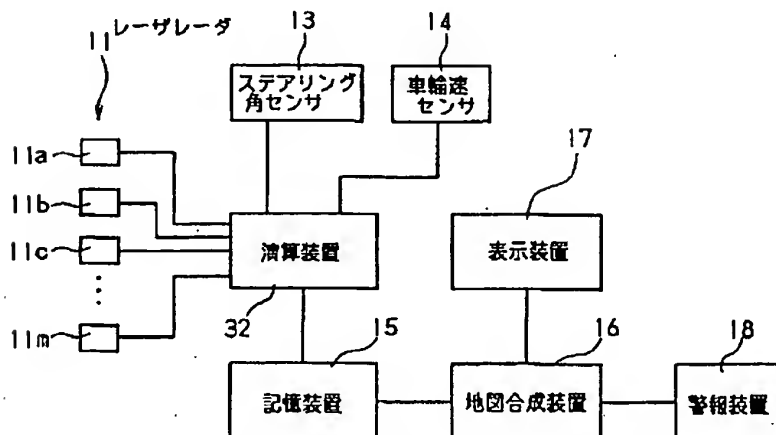 11 レーザレーダ
13
14
ステアリング
角センサ
車輪速
センサ
17
11a
11b
11c
11m
演算装置
表示装置
32
15
16
18
記憶装置
地図合成装置
警報装置